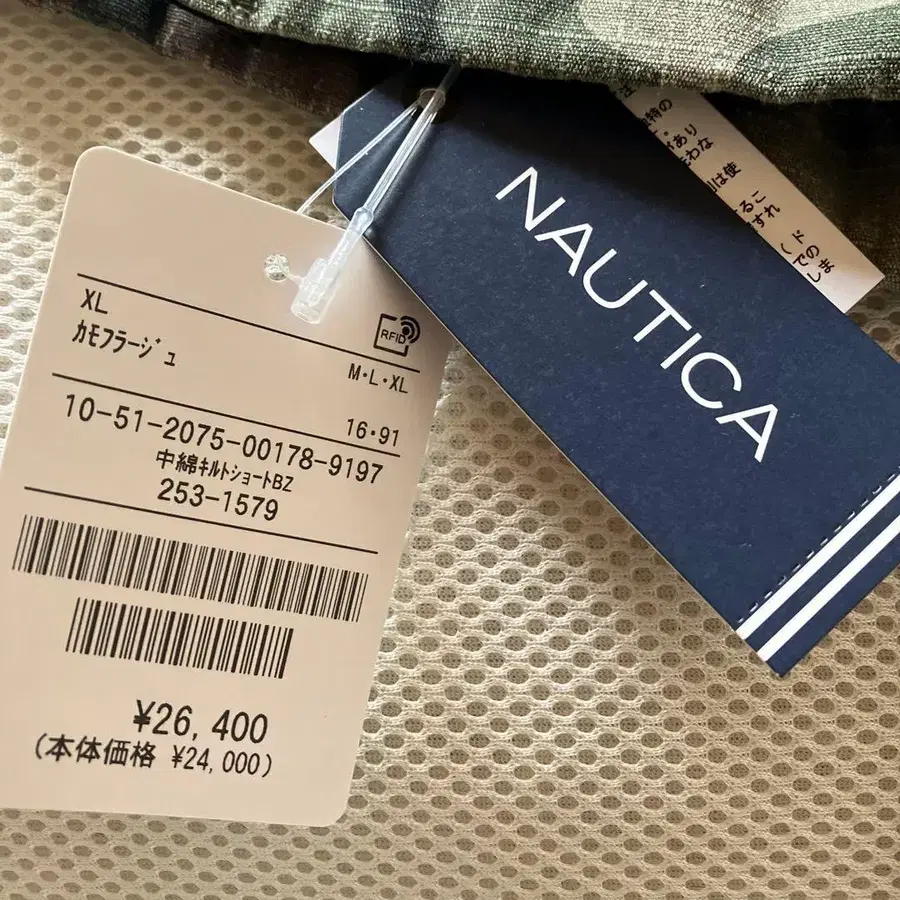 XL
RFID
カモフラージュ
M・L・XL
16・91
10-51-2075-00178-9197
中綿キルトショートBZ
253-1579
¥26,400
(本体価格 ¥24,000)
NAUTICA